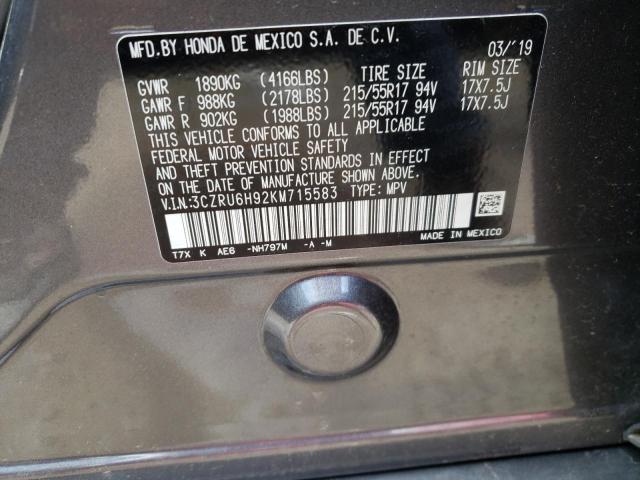 MFD.BY HONDA DE MEXICO S.A. DE C.V. 03/'19
GVWR 1890KG (4166LBS) TIRE SIZE RIM SIZE
GAWR F 988KG (2178LBS) 215/55R17 94V 17X7.5J
GAWR R 902KG (1988LBS) 215/55R17 94V 17X7.5J
THIS VEHICLE CONFORMS TO ALL APPLICABLE
FEDERAL MOTOR VEHICLE SAFETY
AND THEFT PREVENTION STANDARDS IN EFFECT ON
THE DATE OF MANUFACTURE SHOWN ABOVE.
V.I.N:3CZRU6H92KM715583 TYPE: MPV
T7X K AE6 -NH797M -A -M MADE IN MEXICO